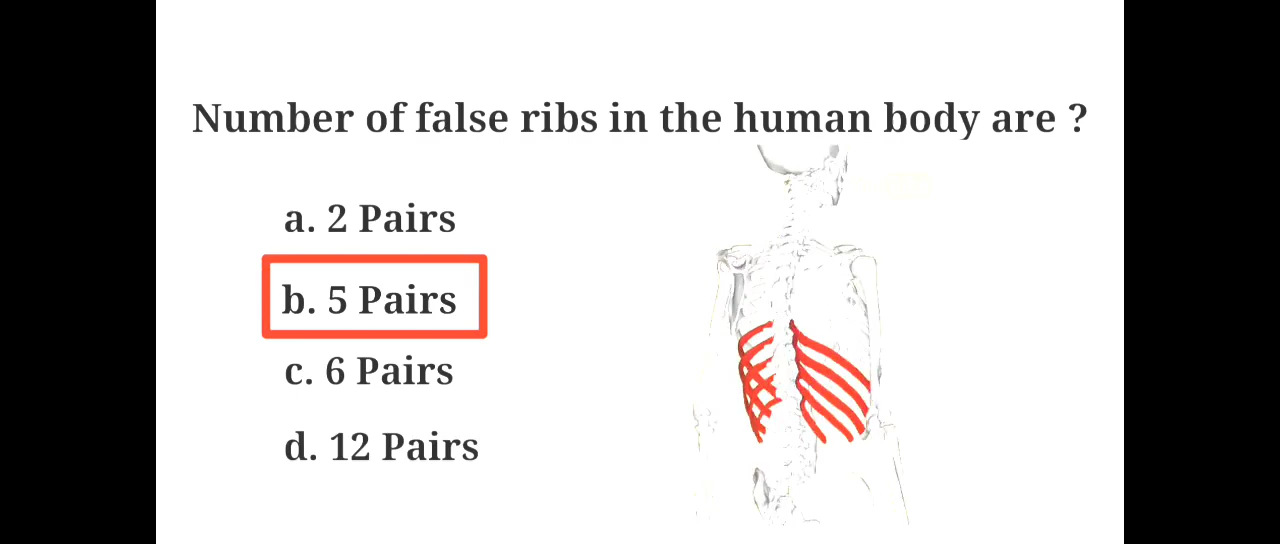 Number of false ribs in the human body are ?
a. 2 Pairs
b. 5 Pairs
c. 6 Pairs
d. 12 Pairs